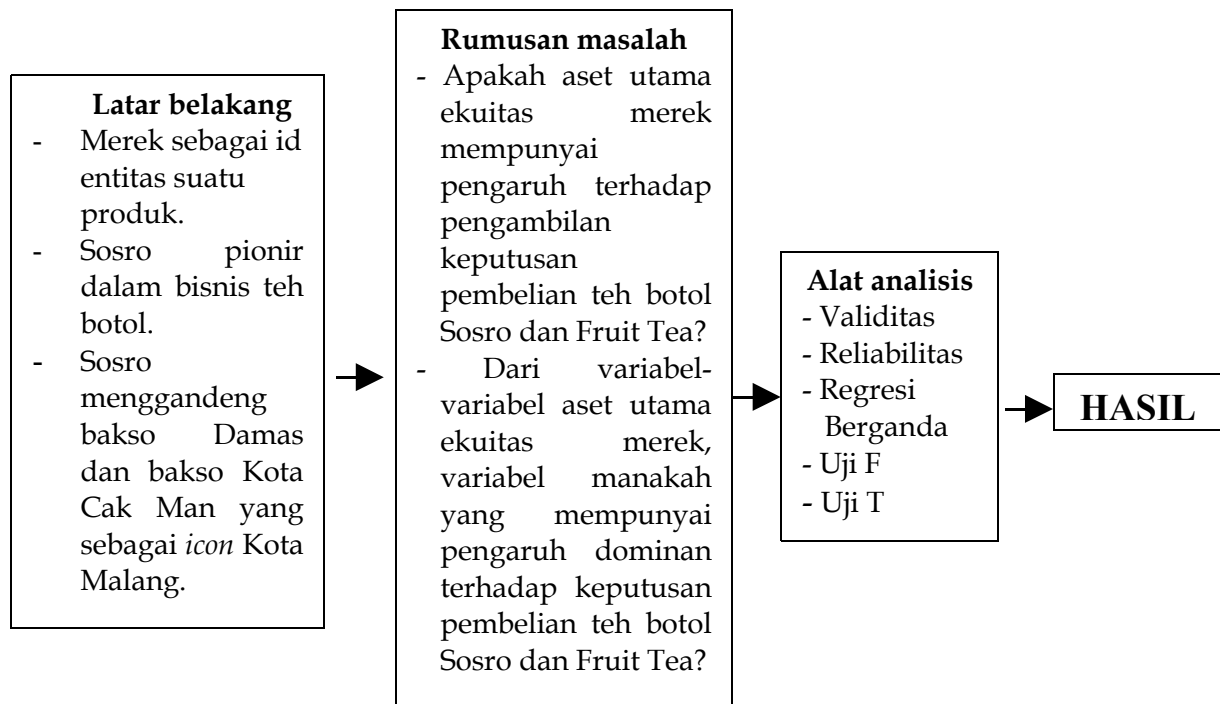 Latar belakang
- Merek sebagai id
entitas suatu
produk.
- Sosro pionir
dalam bisnis teh
botol.
- Sosro
menggandeng
bakso Damas
dan bakso Kota
Cak Man yang
sebagai icon Kota
Malang.
Rumusan masalah
- Apakah aset utama
ekuitas merek
mempunyai
pengaruh terhadap
pengambilan
keputusan
pembelian teh botol
Sosro dan Fruit Tea?
- Dari variabel-
variabel aset utama
ekuitas merek,
variabel manakah
yang mempunyai
pengaruh dominan
terhadap keputusan
pembelian teh botol
Sosro dan Fruit Tea?
Alat analisis
- Validitas
- Reliabilitas
- Regresi
Berganda
- Uji F
- Uji T
HASIL